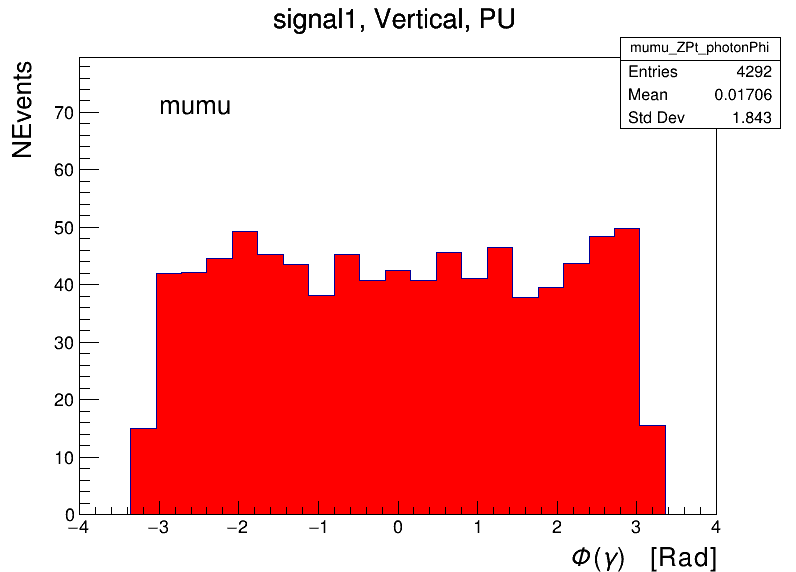 signal1, Vertical, PU
mumu_ZPt_photonPhi
Entries 4292
Mean 0.01706
Std Dev 1.843
NEvents
mumu
70
60
50
40
30
20
10
0
−4 −3 −2 −1 0 1 2 3 4
Φ(γ) [Rad]